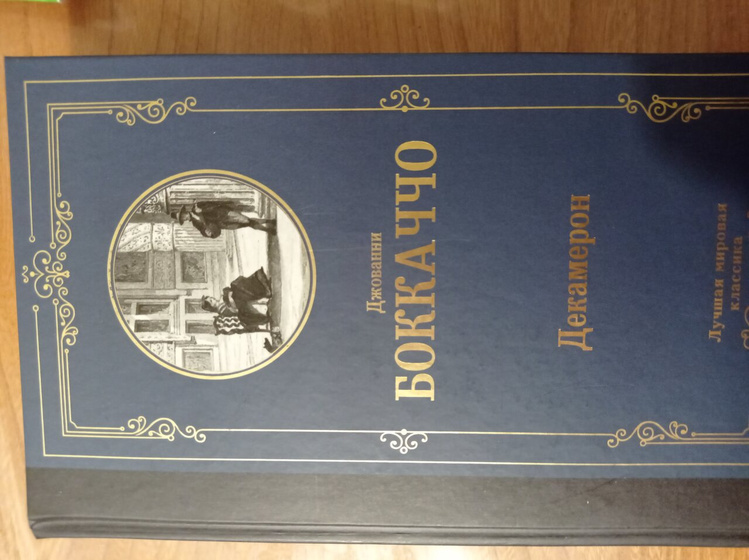 Джованни
БОККАЧЧО
Декамерон
Лучшая мировая
классика